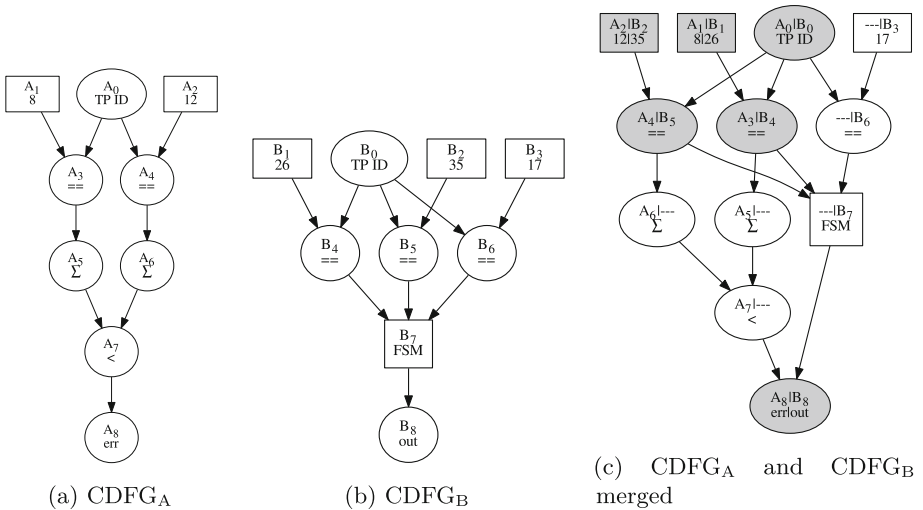 A1
8
A0
TP ID
A2
12
A3
==
A4
==
A5
Σ
A6
Σ
A7
<
A8
err
(a) CDFGA
B1
26
B0
TP ID
B2
35
B3
17
B4
==
B5
==
B6
==
B7
FSM
B8
out
(b) CDFGB
A2|B2
12|35
A1|B1
8|26
A0|B0
TP ID
---|B3
17
A4|B5
==
A3|B4
==
---|B6
==
A6|---
Σ
A5|---
Σ
---|B7
FSM
A7|---
<
A8|B8
err|out
(c) CDFGA and CDFGB
merged